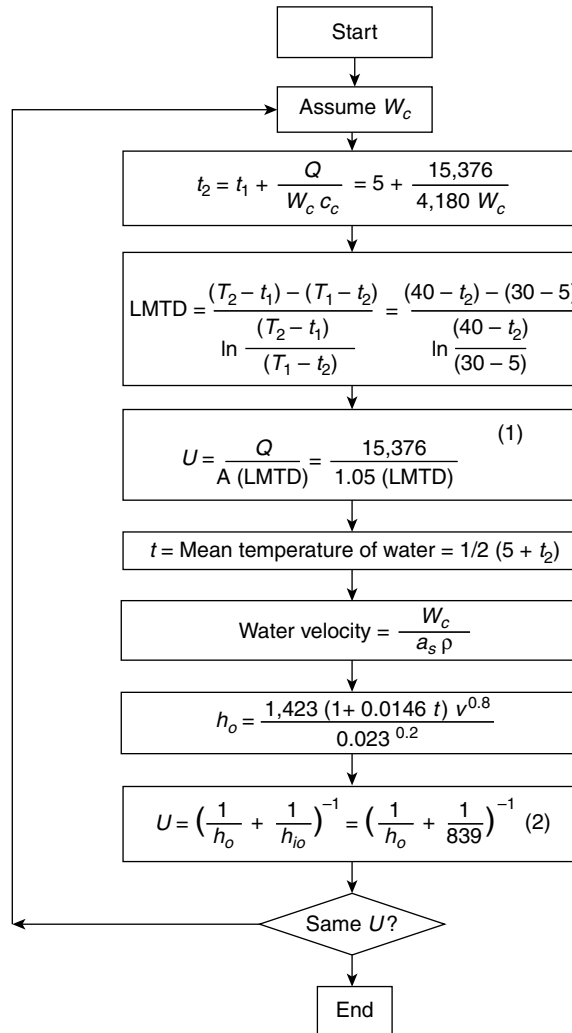 Start
Assume W_c
t_2 = t_1 + Q / (W_c c_c) = 5 + 15,376 / (4,180 W_c)
LMTD = ((T_2 – t_1) – (T_1 – t_2)) / (ln ((T_2 – t_1) / (T_1 – t_2))) = ((40 – t_2) – (30 – 5) / (ln ((40 – t_2) / (30 – 5)))
U = Q / (A (LMTD)) = 15,376 / (1.05 (LMTD)) (1)
t = Mean temperature of water = 1/2 (5 + t_2)
Water velocity = W_c / (a_s ρ)
h_o = (1,423 (1+ 0.0146 t) v^0.8) / (0.023^0.2)
U = (1/h_o + 1/h_io)^–1 = (1/h_o + 1/839)^–1 (2)
Same U?
End